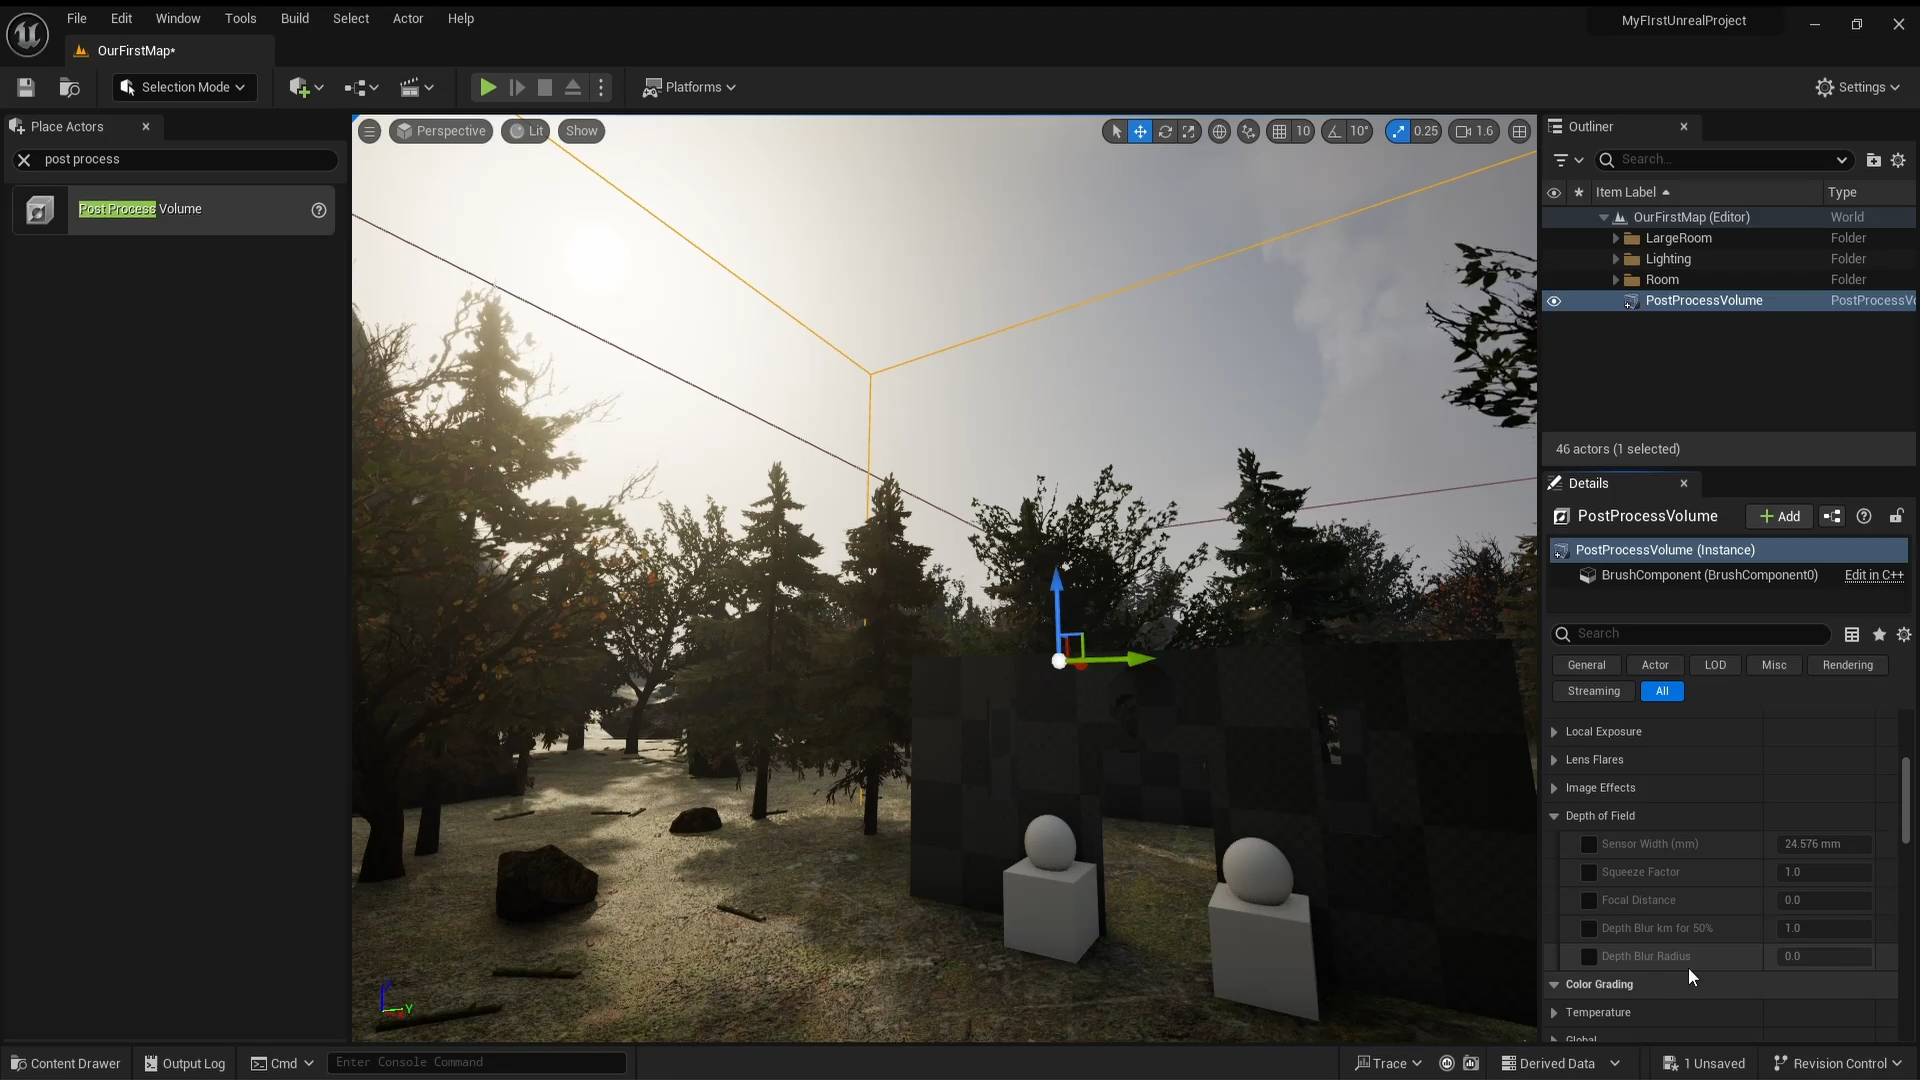 File Edit Window Tools Build Select Actor Help
MyFIrstUnrealProject
OurFirstMap*
Selection Mode
Platforms
Settings
Place Actors
post process
Post Process Volume
Perspective Lit Show
10 10° 0.25 1.6
Outliner
Search...
Item Label Type
OurFirstMap (Editor) World
LargeRoom Folder
Lighting Folder
Room Folder
PostProcessVolume PostProcessVo
46 actors (1 selected)
Details
PostProcessVolume Add
PostProcessVolume (Instance)
BrushComponent (BrushComponent0) Edit in C++
Search
General Actor LOD Misc Rendering
Streaming All
Local Exposure
Lens Flares
Image Effects
Depth of Field
Sensor Width (mm) 24.576 mm
Squeeze Factor 1.0
Focal Distance 0.0
Depth Blur km for 50% 1.0
Depth Blur Radius 0.0
Color Grading
Temperature
Global
Y
Content Drawer Output Log Cmd Enter Console Command Trace Derived Data 1 Unsaved Revision Control